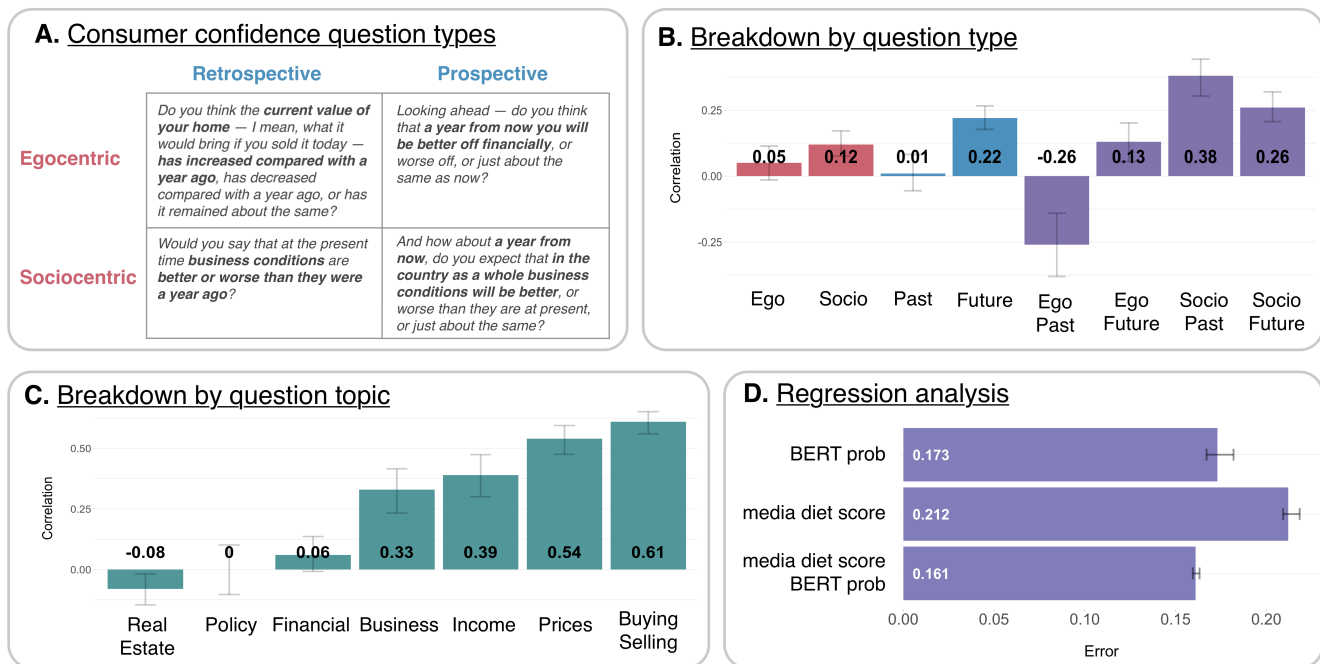 A. Consumer confidence question types
Retrospective
Prospective
Egocentric
Do you think the current value of
your home — I mean, what it
would bring if you sold it today —
has increased compared with a
year ago, has decreased
compared with a year ago, or has
it remained about the same?
Looking ahead — do you think
that a year from now you will
be better off financially, or
worse off, or just about the
same as now?
Sociocentric
Would you say that at the present
time business conditions are
better or worse than they were
a year ago?
And how about a year from
now, do you expect that in the
country as a whole business
conditions will be better, or
worse than they are at present,
or just about the same?
B. Breakdown by question type
Correlation
0.25
0.00
-0.25
0.05
0.12
0.01
0.22
-0.26
0.13
0.38
0.26
Ego
Socio
Past
Future
Ego
Past
Ego
Future
Socio
Past
Socio
Future
C. Breakdown by question topic
Correlation
0.50
0.25
0.00
-0.08
0
0.06
0.33
0.39
0.54
0.61
Real
Estate
Policy
Financial
Business
Income
Prices
Buying
Selling
D. Regression analysis
BERT prob
0.173
media diet score
0.212
media diet score
BERT prob
0.161
0.00
0.05
0.10
0.15
0.20
Error